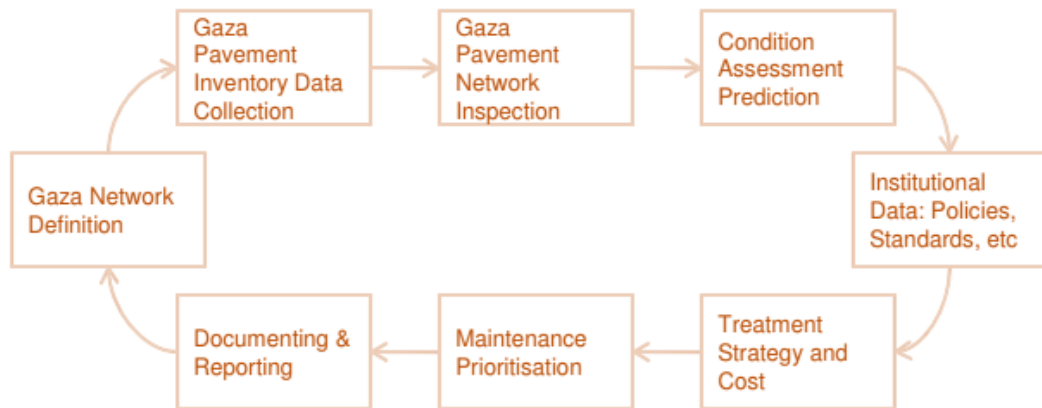 Gaza
Pavement
Inventory Data
Collection
Gaza
Pavement
Network
Inspection
Condition
Assessment
Prediction
Institutional
Data: Policies,
Standards, etc
Treatment
Strategy and
Cost
Maintenance
Prioritisation
Documenting &
Reporting
Gaza Network
Definition